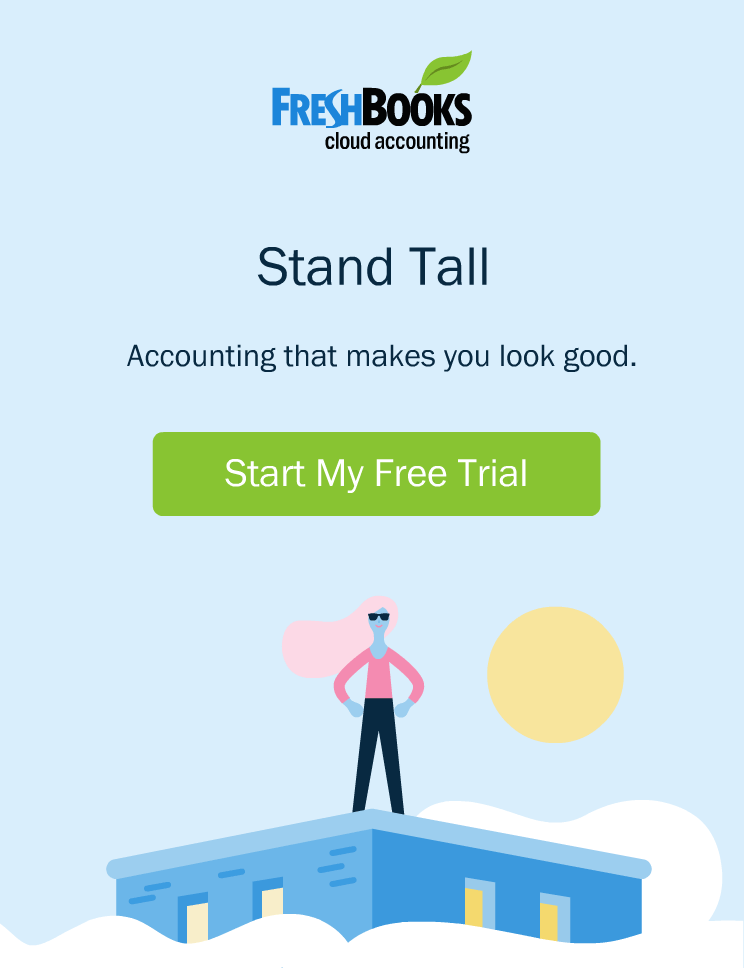 FRESHBOOKS
cloud accounting
Stand Tall
Accounting that makes you look good.
Start My Free Trial